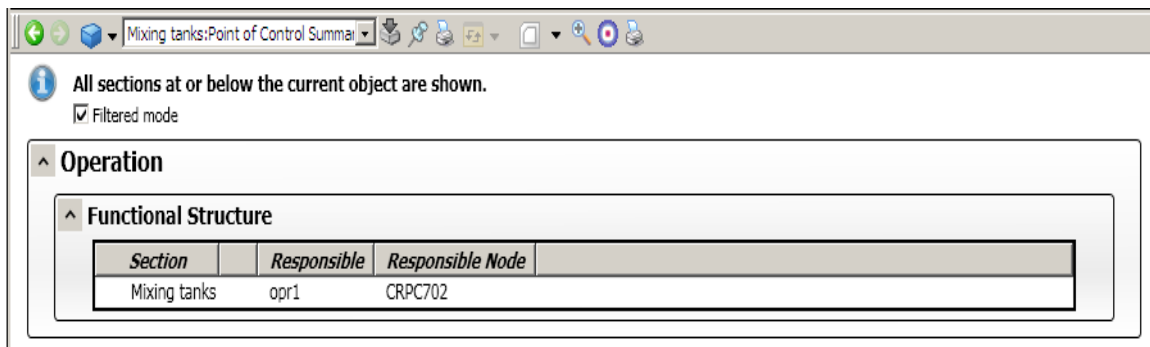 Mixing tanks:Point of Control Summar
All sections at or below the current object are shown.
Filtered mode
Operation
Functional Structure
Section Responsible Responsible Node
Mixing tanks opr1 CRPC702